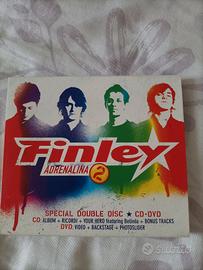 Finley
ADRENALINA 2
SPECIAL DOUBLE DISC ★ CD+DVD
CD: ALBUM + RICORDI + YOUR HERO featuring Belinda + BONUS TRACKS
DVD: VIDEO + BACKSTAGE + PHOTOSLIDER
subito